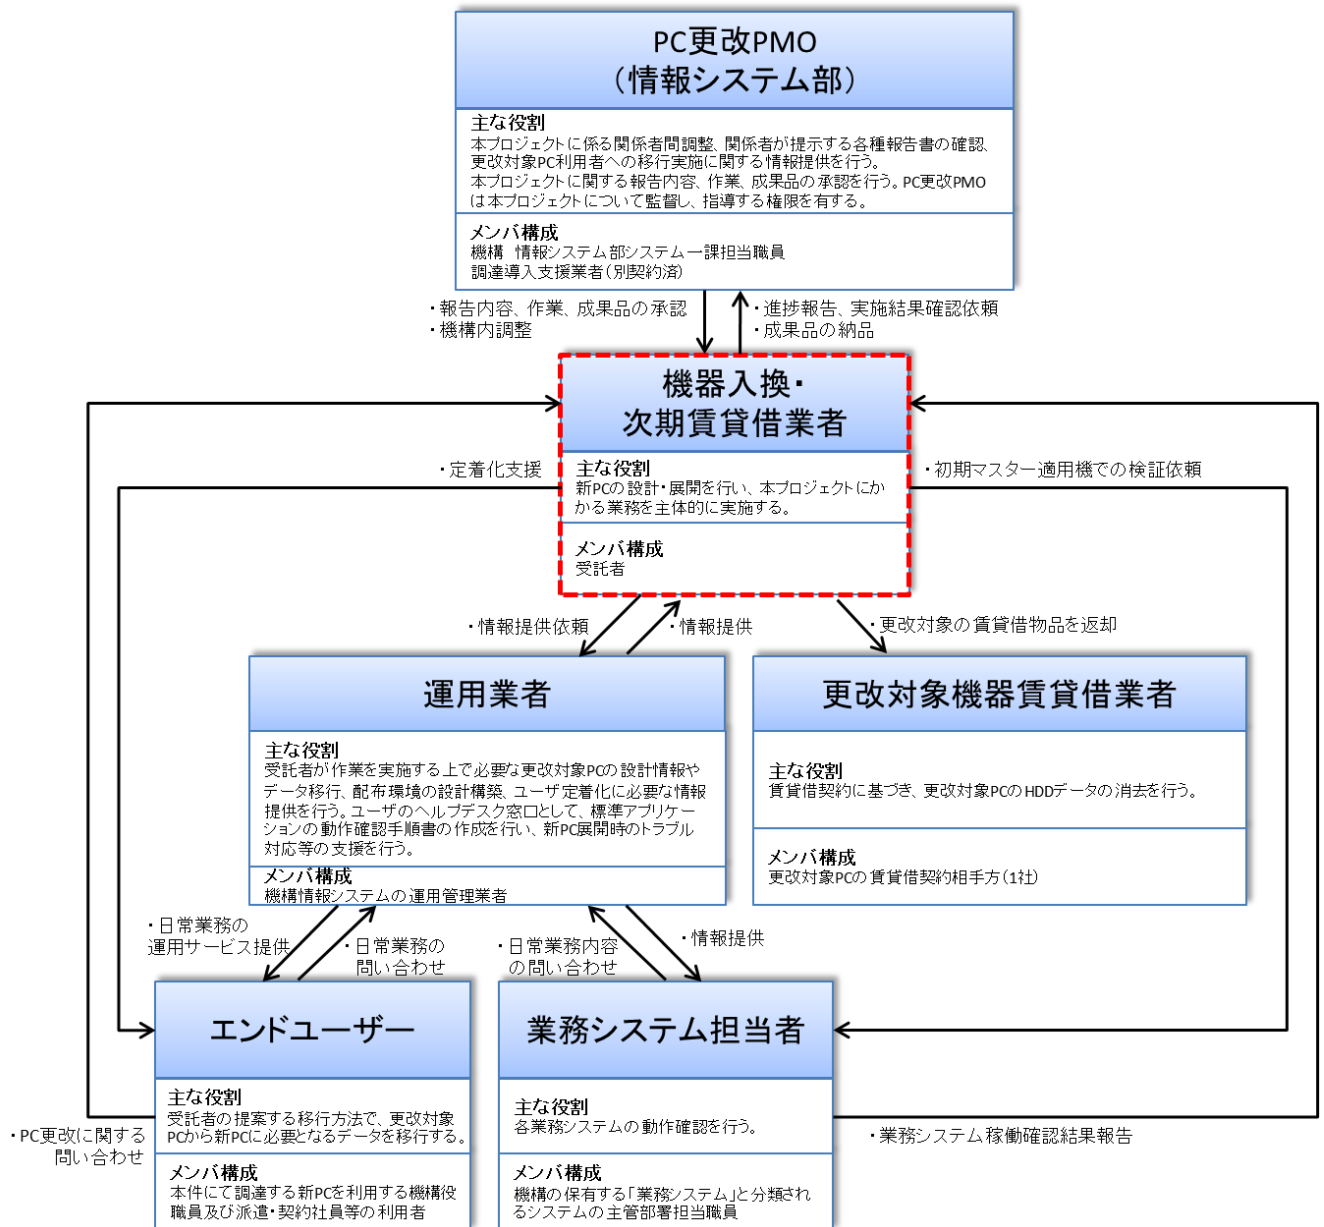 PC更改PMO
（情報システム部）
主な役割
本プロジェクトに係る関係者間調整、関係者が提示する各種報告書の確認、
更改対象PC利用者への移行実施に関する情報提供を行う。
本プロジェクトに関する報告内容、作業、成果品の承認を行う。PC更改PMO
は本プロジェクトについて監督し、指導する権限を有する。
メンバ構成
機構　情報システム部システム一課担当職員
調達導入支援業者（別契約済）
・報告内容、作業、成果品の承認
・機構内調整
・進捗報告、実施結果確認依頼
・成果品の納品
機器入換・
次期賃貸借業者
主な役割
新PCの設計・展開を行い、本プロジェクトにか
かる業務を主体的に実施する。
メンバ構成
受託者
・定着化支援
・初期マスター適用機での検証依頼
・情報提供依頼
・情報提供
・更改対象の賃貸借物品を返却
運用業者
主な役割
受託者が作業を実施する上で必要な更改対象PCの設計情報や
データ移行、配布環境の設計構築、ユーザ定着化に必要な情報
提供を行う。ユーザのヘルプデスク窓口として、標準アプリケー
ションの動作確認手順書の作成を行い、新PC展開時のトラブル
対応等の支援を行う。
メンバ構成
機構情報システムの運用管理業者
更改対象機器賃貸借業者
主な役割
賃貸借契約に基づき、更改対象PCのHDDデータの消去を行う。
メンバ構成
更改対象PCの賃貸借契約相手方（1社）
・日常業務の
運用サービス提供
・日常業務の
問い合わせ
・日常業務内容
の問い合わせ
・情報提供
エンドユーザー
主な役割
受託者の提案する移行方法で、更改対象
PCから新PCに必要となるデータを移行する。
メンバ構成
本件にて調達する新PCを利用する機構役
職員及び派遣・契約社員等の利用者
業務システム担当者
主な役割
各業務システムの動作確認を行う。
メンバ構成
機構の保有する「業務システム」と分類され
るシステムの主管部署担当職員
・PC更改に関する
問い合わせ
・業務システム稼働確認結果報告